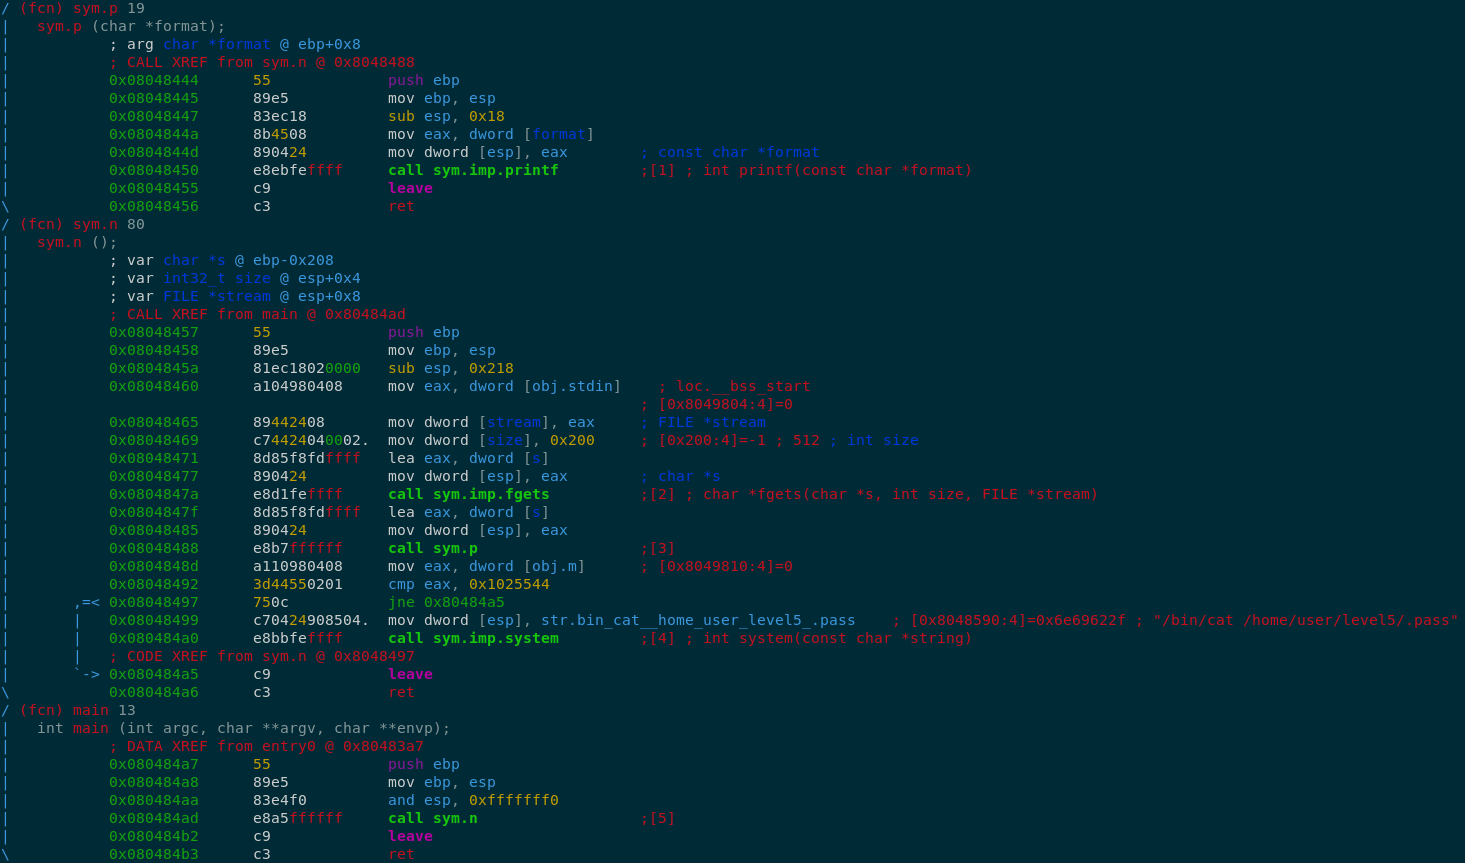 / (fcn) sym.p 19
|   sym.p (char *format);
|           ; arg char *format @ ebp+0x8
|           ; CALL XREF from sym.n @ 0x8048488
|           0x08048444      55             push ebp
|           0x08048445      89e5           mov ebp, esp
|           0x08048447      83ec18         sub esp, 0x18
|           0x0804844a      8b4508         mov eax, dword [format]
|           0x0804844d      890424         mov dword [esp], eax        ; const char *format
|           0x08048450      e8ebfeffff     call sym.imp.printf         ;[1] ; int printf(const char *format)
|           0x08048455      c9             leave
\           0x08048456      c3             ret
/ (fcn) sym.n 80
|   sym.n ();
|           ; var char *s @ ebp-0x208
|           ; var int32_t size @ esp+0x4
|           ; var FILE *stream @ esp+0x8
|           ; CALL XREF from main @ 0x80484ad
|           0x08048457      55             push ebp
|           0x08048458      89e5           mov ebp, esp
|           0x0804845a      81ec18020000   sub esp, 0x218
|           0x08048460      a104980408     mov eax, dword [obj.stdin]    ; loc.__bss_start
|                                                                      ; [0x8049804:4]=0
|           0x08048465      89442408       mov dword [stream], eax     ; FILE *stream
|           0x08048469      c74424040002.  mov dword [size], 0x200     ; [0x200:4]=-1 ; 512 ; int size
|           0x08048471      8d85f8fdffff   lea eax, dword [s]
|           0x08048477      890424         mov dword [esp], eax        ; char *s
|           0x0804847a      e8d1feffff     call sym.imp.fgets          ;[2] ; char *fgets(char *s, int size, FILE *stream)
|           0x0804847f      8d85f8fdffff   lea eax, dword [s]
|           0x08048485      890424         mov dword [esp], eax
|           0x08048488      e8b7ffffff     call sym.p                  ;[3]
|           0x0804848d      a110980408     mov eax, dword [obj.m]      ; [0x8049810:4]=0
|           0x08048492      3d44550201     cmp eax, 0x1025544
|       ,=< 0x08048497      750c           jne 0x80484a5
|       |   0x08048499      c70424908504.  mov dword [esp], str.bin_cat__home_user_level5_.pass    ; [0x8048590:4]=0x6e69622f ; "/bin/cat /home/user/level5/.pass"
|       |   0x080484a0      e8bbfeffff     call sym.imp.system         ;[4] ; int system(const char *string)
|       |   ; CODE XREF from sym.n @ 0x8048497
|       `-> 0x080484a5      c9             leave
\           0x080484a6      c3             ret
/ (fcn) main 13
|   int main (int argc, char **argv, char **envp);
|           ; DATA XREF from entry0 @ 0x80483a7
|           0x080484a7      55             push ebp
|           0x080484a8      89e5           mov ebp, esp
|           0x080484aa      83e4f0         and esp, 0xfffffff0
|           0x080484ad      e8a5ffffff     call sym.n                  ;[5]
|           0x080484b2      c9             leave
\           0x080484b3      c3             ret